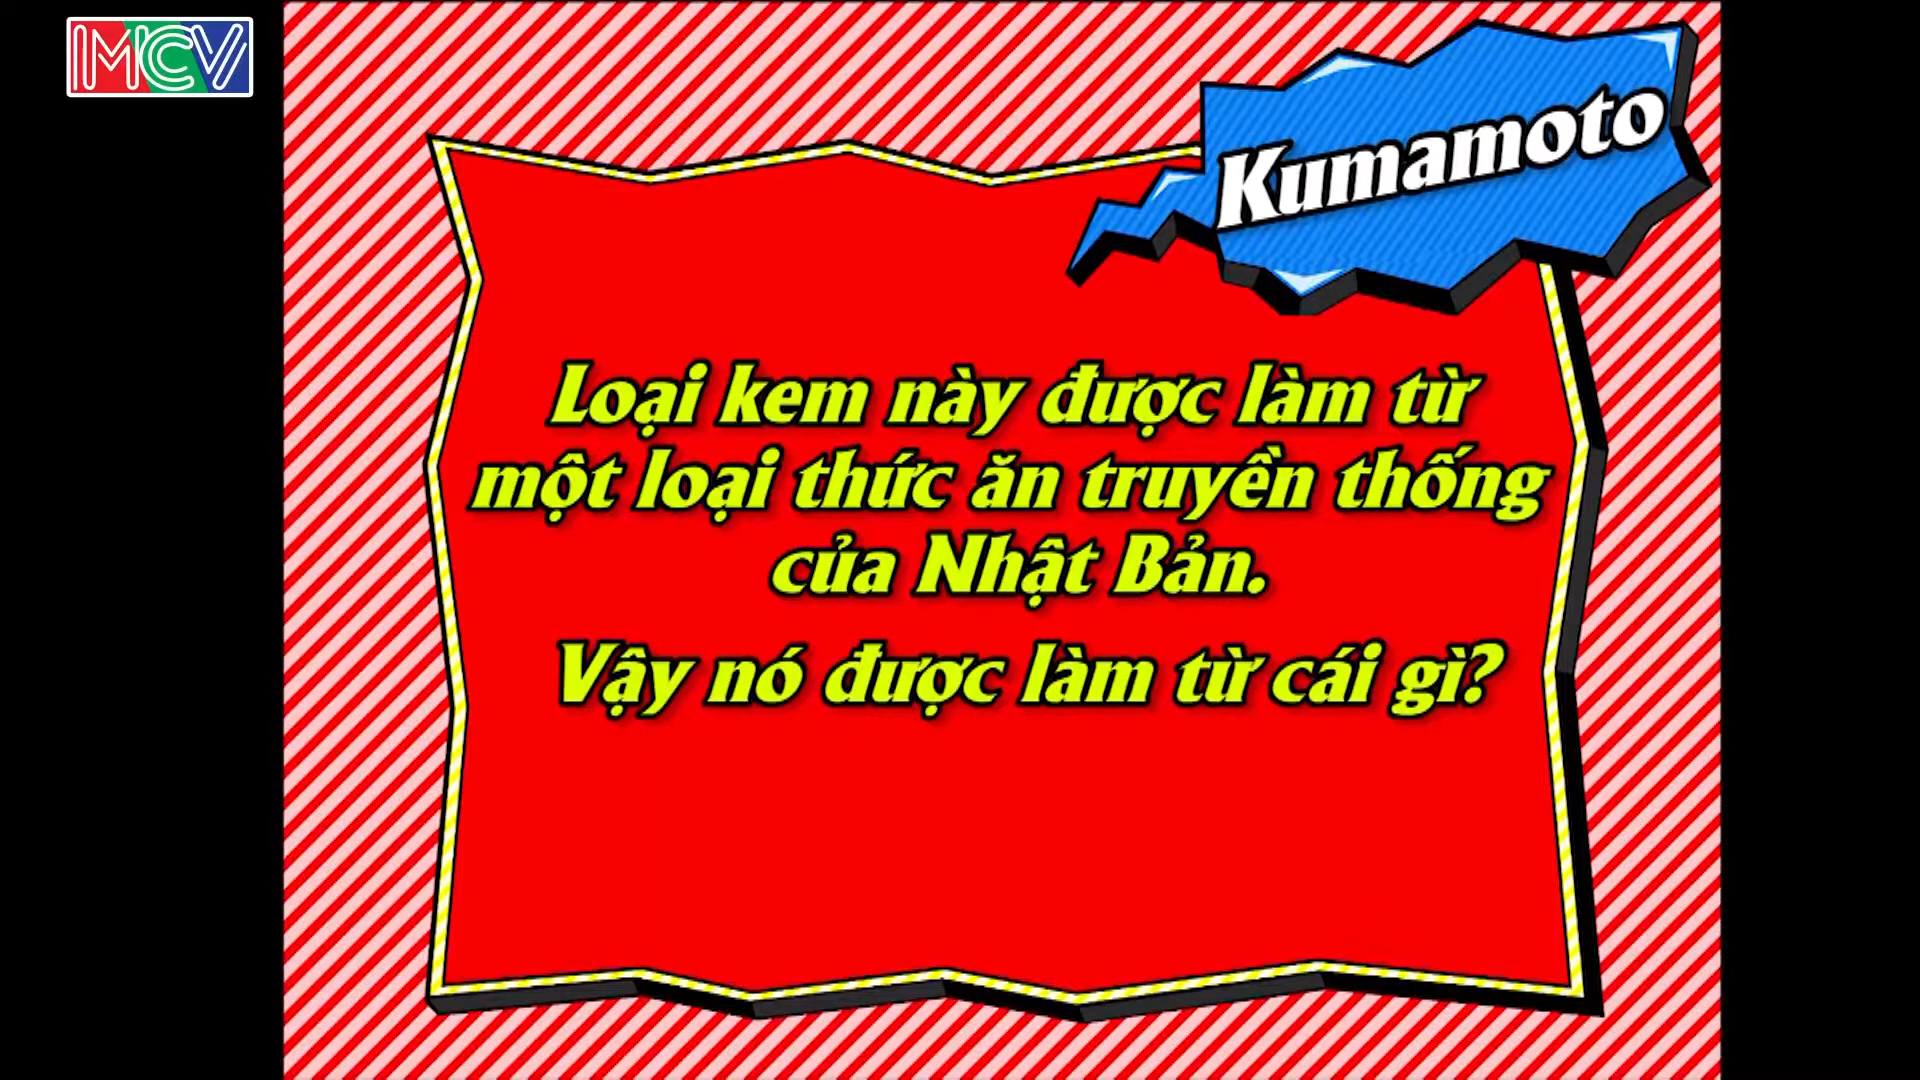 MCV
Kumamoto
Loại kem này được làm từ
một loại thức ăn truyền thống
của Nhật Bản.
Vậy nó được làm từ cái gì?